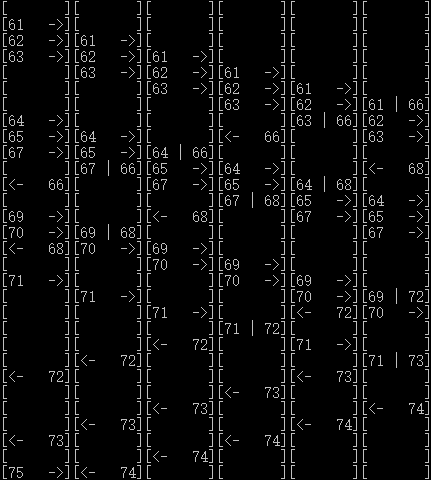 [       ][       ][       ][       ][       ][       ]
[61   ->][       ][       ][       ][       ][       ]
[62   ->][61   ->][       ][       ][       ][       ]
[63   ->][62   ->][61   ->][       ][       ][       ]
[       ][63   ->][62   ->][61   ->][       ][       ]
[       ][       ][63   ->][62   ->][61   ->][       ]
[       ][       ][       ][63   ->][62   ->][61 | 66]
[64   ->][       ][       ][       ][63 | 66][62   ->]
[65   ->][64   ->][       ][<-   66][       ][63   ->]
[67   ->][65   ->][64 | 66][       ][       ][       ]
[       ][67 | 66][65   ->][64   ->][       ][<-   68]
[<-   66][       ][67   ->][65   ->][64 | 68][       ]
[       ][       ][       ][67 | 68][65   ->][64   ->]
[69   ->][       ][<-   68][       ][67   ->][65   ->]
[70   ->][69 | 68][       ][       ][       ][67   ->]
[<-   68][70   ->][69   ->][       ][       ][       ]
[       ][       ][70   ->][69   ->][       ][       ]
[71   ->][       ][       ][70   ->][69   ->][       ]
[       ][71   ->][       ][       ][70   ->][69 | 72]
[       ][       ][71   ->][       ][<-   72][70   ->]
[       ][       ][       ][71 | 72][       ][       ]
[       ][       ][<-   72][       ][71   ->][       ]
[       ][<-   72][       ][       ][       ][71 | 73]
[<-   72][       ][       ][       ][<-   73][       ]
[       ][       ][       ][<-   73][       ][       ]
[       ][       ][<-   73][       ][       ][<-   74]
[       ][<-   73][       ][       ][<-   74][       ]
[<-   73][       ][       ][<-   74][       ][       ]
[       ][       ][<-   74][       ][       ][       ]
[75   ->][<-   74][       ][       ][       ][       ]